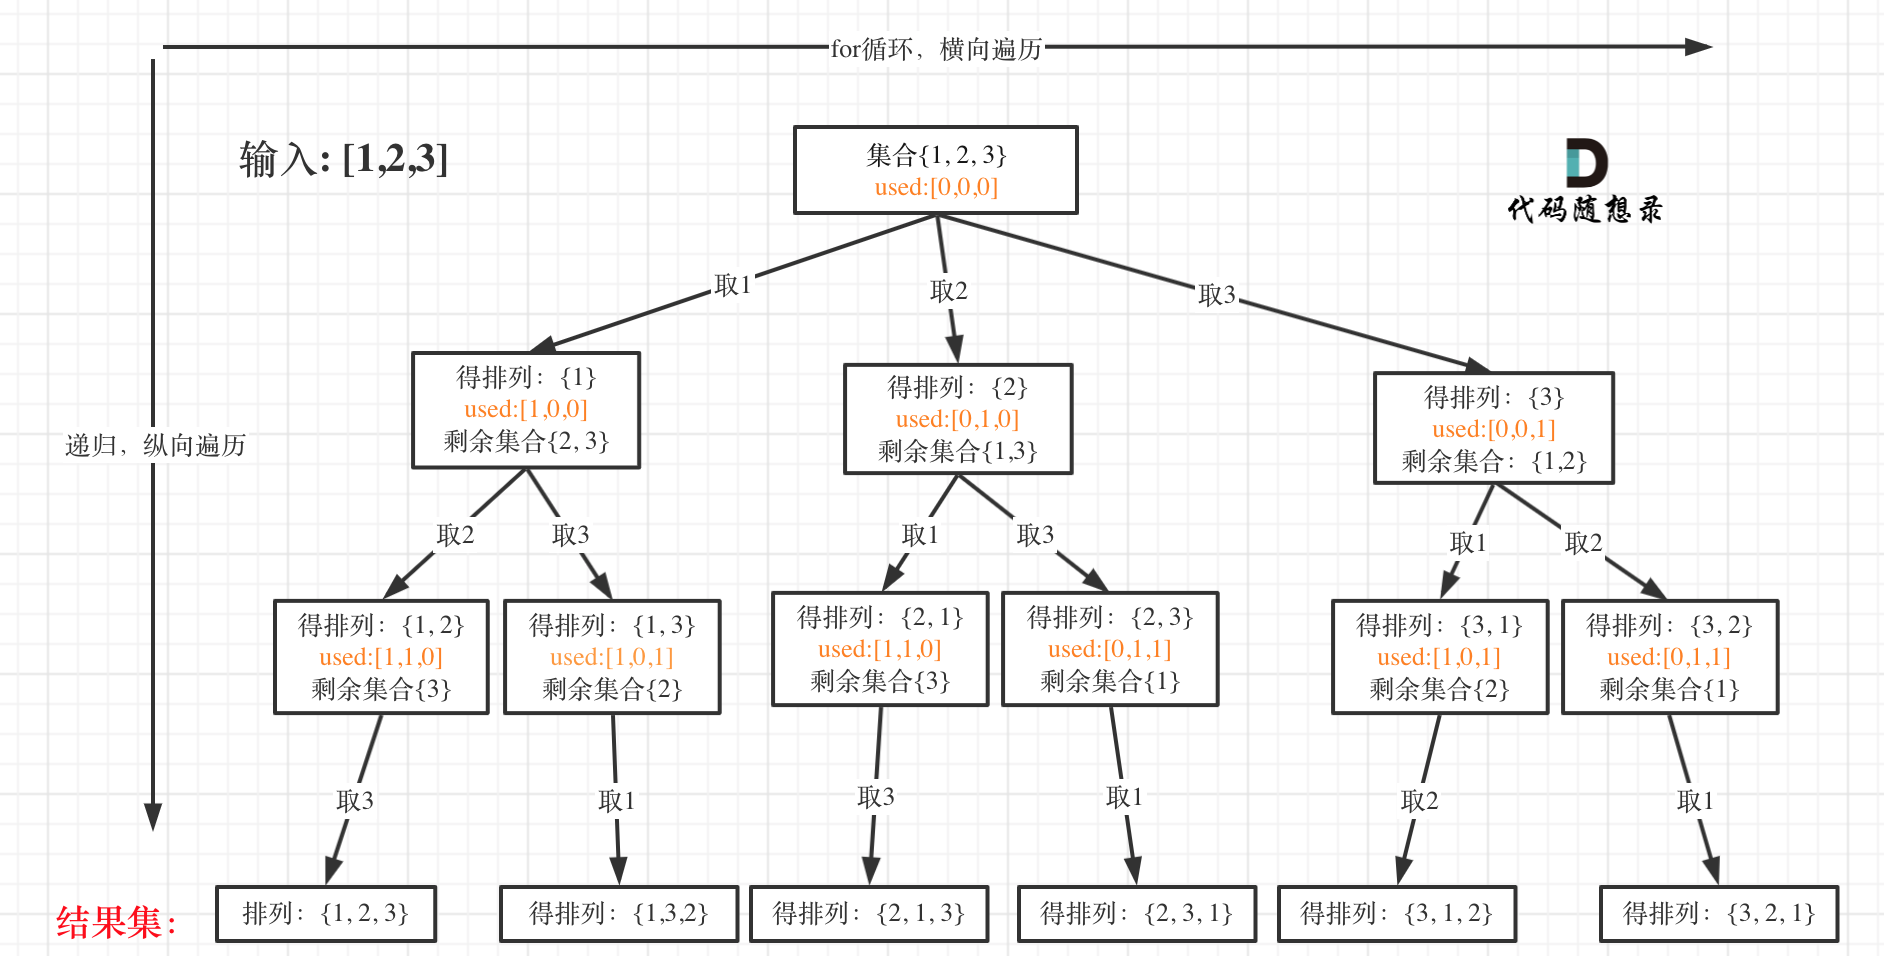 for循环，横向遍历
输入: [1,2,3]
集合{1, 2, 3}
used:[0,0,0]
代码随想录
取1
取2
取3
递归，纵向遍历
得排列：{1}
used:[1,0,0]
剩余集合{2, 3}
得排列：{2}
used:[0,1,0]
剩余集合{1,3}
得排列：{3}
used:[0,0,1]
剩余集合：{1,2}
取2
取3
取1
取3
取1
取2
得排列：{1, 2}
used:[1,1,0]
剩余集合{3}
得排列：{1, 3}
used:[1,0,1]
剩余集合{2}
得排列：{2, 1}
used:[1,1,0]
剩余集合{3}
得排列：{2, 3}
used:[0,1,1]
剩余集合{1}
得排列：{3, 1}
used:[1,0,1]
剩余集合{2}
得排列：{3, 2}
used:[0,1,1]
剩余集合{1}
取3
取1
取3
取1
取2
取1
结果集：
排列：{1, 2, 3}
得排列：{1,3,2}
得排列：{2, 1, 3}
得排列：{2, 3, 1}
得排列：{3, 1, 2}
得排列：{3, 2, 1}